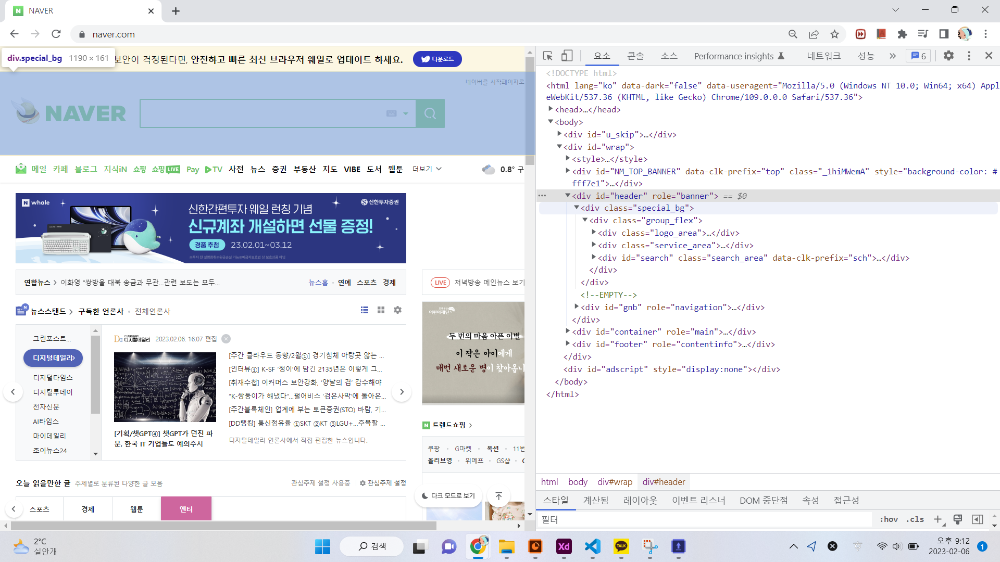 NAVER
naver.com
div.special_bg 1190 × 161
보안이 걱정된다면, 안전하고 빠른 최신 브라우저 웨일로 업데이트 하세요. 다운로드
네이버를 시작페이지로
NAVER
메일 카페 블로그 지식iN 쇼핑 쇼핑LIVE Pay TV 사전 뉴스 증권 부동산 지도 VIBE 도서 웹툰 더보기 0.8° 구
N whale
신한투자증권
신한간편투자 웨일 런칭 기념
신규계좌 개설하면 선물 증정!
경품 추첨 23.02.01~03.12
연합뉴스 이화영 "쌍방울 대북 송금과 무관...관련 보도는 모두... 뉴스홈 연예 스포츠 경제
LIVE 저녁방송 메인뉴스 보기
NEW N 뉴스스탠드 구독한 언론사 전체언론사
그린포스트...
디지털데일리
디지털타임스
디지털투데이
전자신문
AI타임스
마이데일리
조이뉴스24
디지털데일리 2023.02.06. 16:07 편집
[주간 클라우드 동향/2월①] 경기침체 아랑곳 않는 ...
[인터뷰①] K-SF '정이'에 담긴 2135년은 이렇게 그...
[취재수첩] 이커머스 보안강화, '양날의 검' 감수해야
"K-쌍둥이가 해냈다"...펄어비스 '검은사막'에 돌아온...
[주간블록체인] 업계에 부는 토큰증권(STO) 바람, 기...
[DD랭킹] 통신점유율 ①SKT ②KT ③LGU+...주목할 ...
디지털데일리 언론사에서 직접 편집한 뉴스입니다.
[기획/챗GPT④] 챗GPT가 던진 파
문, 한국 IT 기업들도 예의주시
초록우산
어린이재단
두 번의 마음 아픈 이별
이 작은 아이에게
매번 새로운 병이 찾아옵니
N 트렌드쇼핑
쿠팡 G마켓 옥션 11번
올리브영 위메프 GS샵
오늘 읽을만한 글 주제별로 분류된 다양한 글 모음 관심주제 설정 사용중 관심주제 설정
스포츠 경제 웹툰 엔터
다크 모드로 보기
요소 콘솔 소스 Performance insights 네트워크 성능 » 6
<!DOCTYPE html>
<html lang="ko" data-dark="false" data-useragent="Mozilla/5.0 (Windows NT 10.0; Win64; x64) Appl
eWebKit/537.36 (KHTML, like Gecko) Chrome/109.0.0.0 Safari/537.36">
<head>…</head>
<body>
<div id="u_skip">…</div>
<div id="wrap">
<style>…</style>
<div id="NM_TOP_BANNER" data-clk-prefix="top" class="_1hiMWemA" style="background-color: #
fff7e1">…</div>
<div id="header" role="banner"> == $0
<div class="special_bg">
<div class="group_flex">
<div class="logo_area">…</div>
<div class="service_area">…</div>
<div id="search" class="search_area" data-clk-prefix="sch">…</div>
</div>
</div>
<!--EMPTY-->
<div id="gnb" role="navigation">…</div>
</div>
<div id="container" role="main">…</div>
<div id="footer" role="contentinfo">…</div>
</div>
<div id="adscript" style="display:none"></div>
</body>
</html>
html body div#wrap div#header
스타일 계산됨 레이아웃 이벤트 리스너 DOM 중단점 속성 접근성
필터 :hov .cls
2°C
실안개
검색
Xd
TALK
오후 9:12
2023-02-06
1